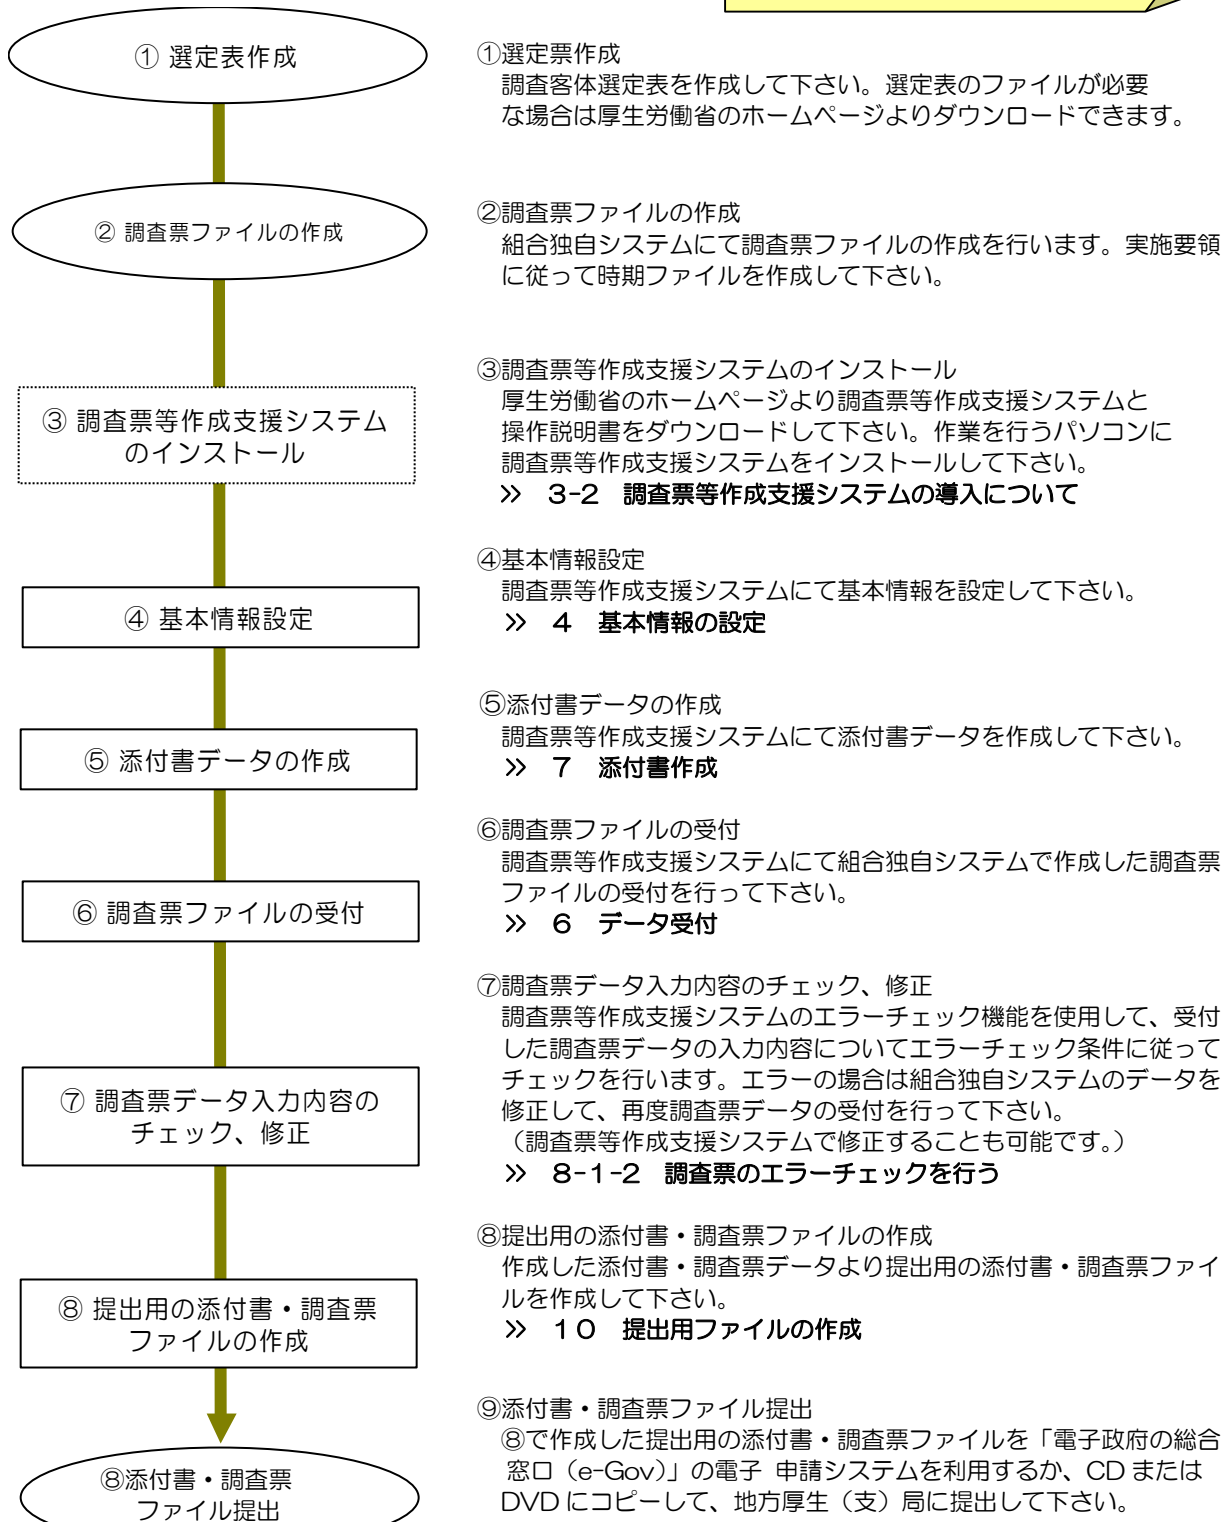 ① 選定表作成
①選定票作成
調査客体選定表を作成して下さい。選定表のファイルが必要
な場合は厚生労働省のホームページよりダウンロードできます。
② 調査票ファイルの作成
②調査票ファイルの作成
組合独自システムにて調査票ファイルの作成を行います。実施要領
に従って時期ファイルを作成して下さい。
③ 調査票等作成支援システム
のインストール
③調査票等作成支援システムのインストール
厚生労働省のホームページより調査票等作成支援システムと
操作説明書をダウンロードして下さい。作業を行うパソコンに
調査票等作成支援システムをインストールして下さい。
≫ 3-2 調査票等作成支援システムの導入について
④ 基本情報設定
④基本情報設定
調査票等作成支援システムにて基本情報を設定して下さい。
≫ 4 基本情報の設定
⑤ 添付書データの作成
⑤添付書データの作成
調査票等作成支援システムにて添付書データを作成して下さい。
≫ 7 添付書作成
⑥ 調査票ファイルの受付
⑥調査票ファイルの受付
調査票等作成支援システムにて組合独自システムで作成した調査票
ファイルの受付を行って下さい。
≫ 6 データ受付
⑦ 調査票データ入力内容の
チェック、修正
⑦調査票データ入力内容のチェック、修正
調査票等作成支援システムのエラーチェック機能を使用して、受付
した調査票データの入力内容についてエラーチェック条件に従って
チェックを行います。エラーの場合は組合独自システムのデータを
修正して、再度調査票データの受付を行って下さい。
（調査票等作成支援システムで修正することも可能です。）
≫ 8-1-2 調査票のエラーチェックを行う
⑧ 提出用の添付書・調査票
ファイルの作成
⑧提出用の添付書・調査票ファイルの作成
作成した添付書・調査票データより提出用の添付書・調査票ファイ
ルを作成して下さい。
≫ 10 提出用ファイルの作成
⑧添付書・調査票
ファイル提出
⑨添付書・調査票ファイル提出
⑧で作成した提出用の添付書・調査票ファイルを「電子政府の総合
窓口（e-Gov）」の電子 申請システムを利用するか、CD または
DVD にコピーして、地方厚生（支）局に提出して下さい。